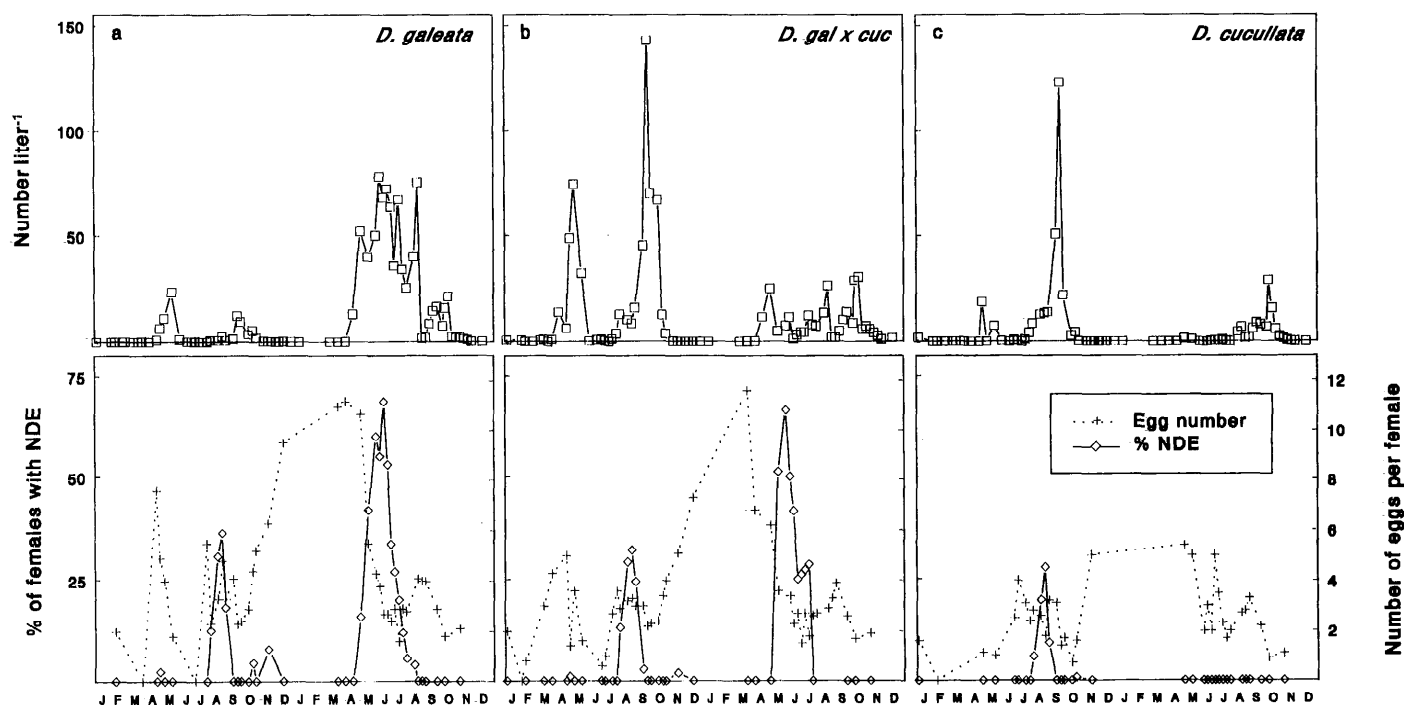 a
D. galeata
b
D. gal x cuc
c
D. cucullata
150
100
50
Number liter⁻¹
75
50
25
% of females with NDE
Egg number
% NDE
12
10
8
6
4
2
Number of eggs per female
J F M A M J J A S O N D J F M A M J J A S O N D
J F M A M J J A S O N D J F M A M J J A S O N D
J F M A M J J A S O N D J F M A M J J A S O N D